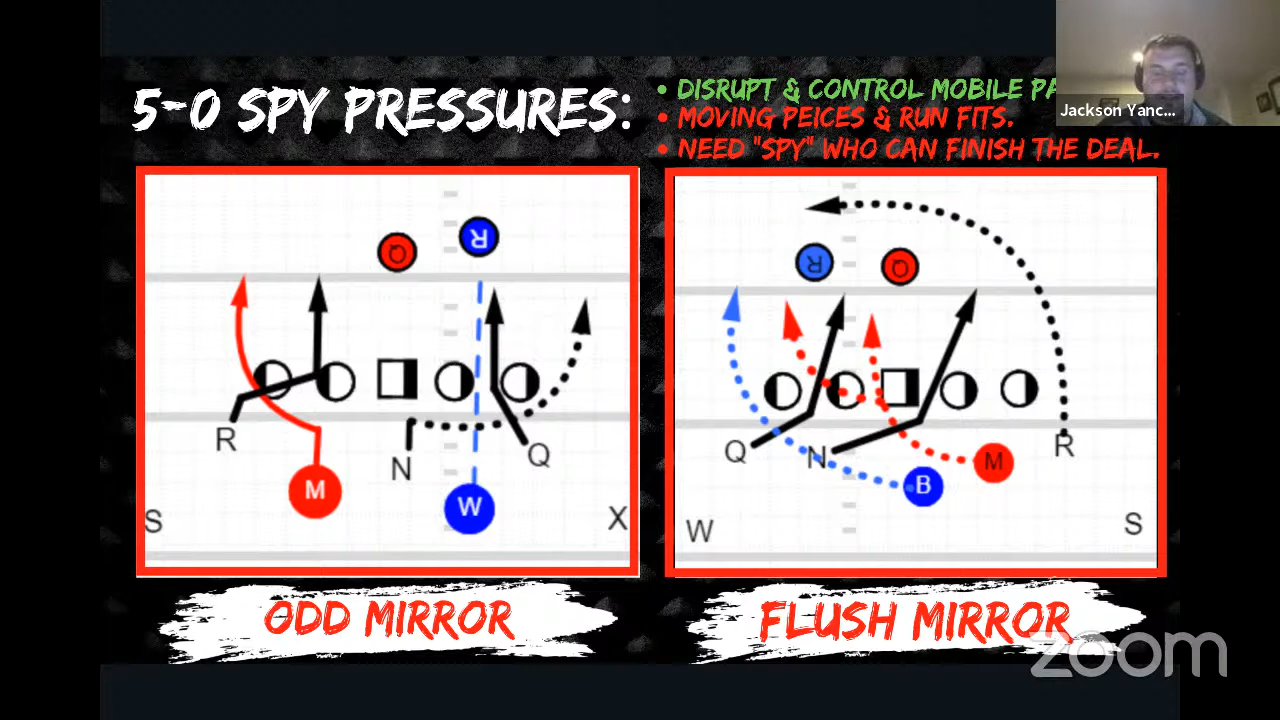 5-0 SPY PRESSURES:
• DISRUPT & CONTROL MOBILE PA
• MOVING PEICES & RUN FITS.
• NEED "SPY" WHO CAN FINISH THE DEAL.
Jackson Yanc...
Q R
R N Q
M W
S X
R Q
Q N R
B M
W S
ODD MIRROR
FLUSH MIRROR
zoom